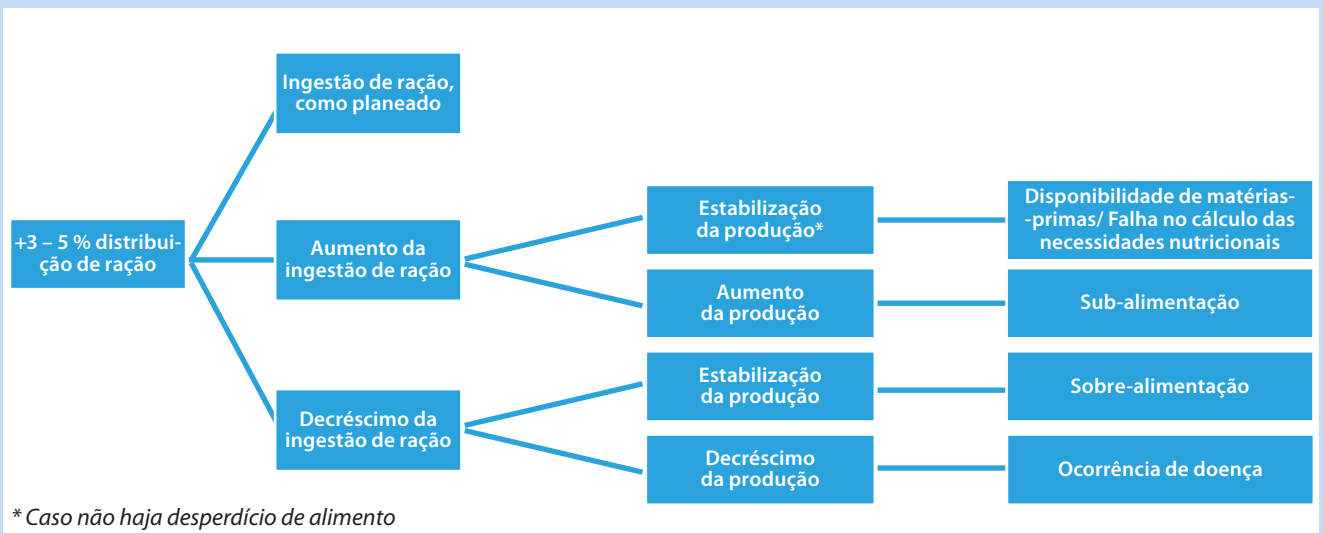 Ingestão de ração,
como planeado
+3 – 5 % distribui-
ção de ração
Aumento da
ingestão de ração
Decréscimo da
ingestão de ração
Estabilização
da produção*
Aumento
da produção
Estabilização
da produção
Decréscimo
da produção
Disponibilidade de matérias-
-primas/ Falha no cálculo das
necessidades nutricionais
Sub-alimentação
Sobre-alimentação
Ocorrência de doença
* Caso não haja desperdício de alimento